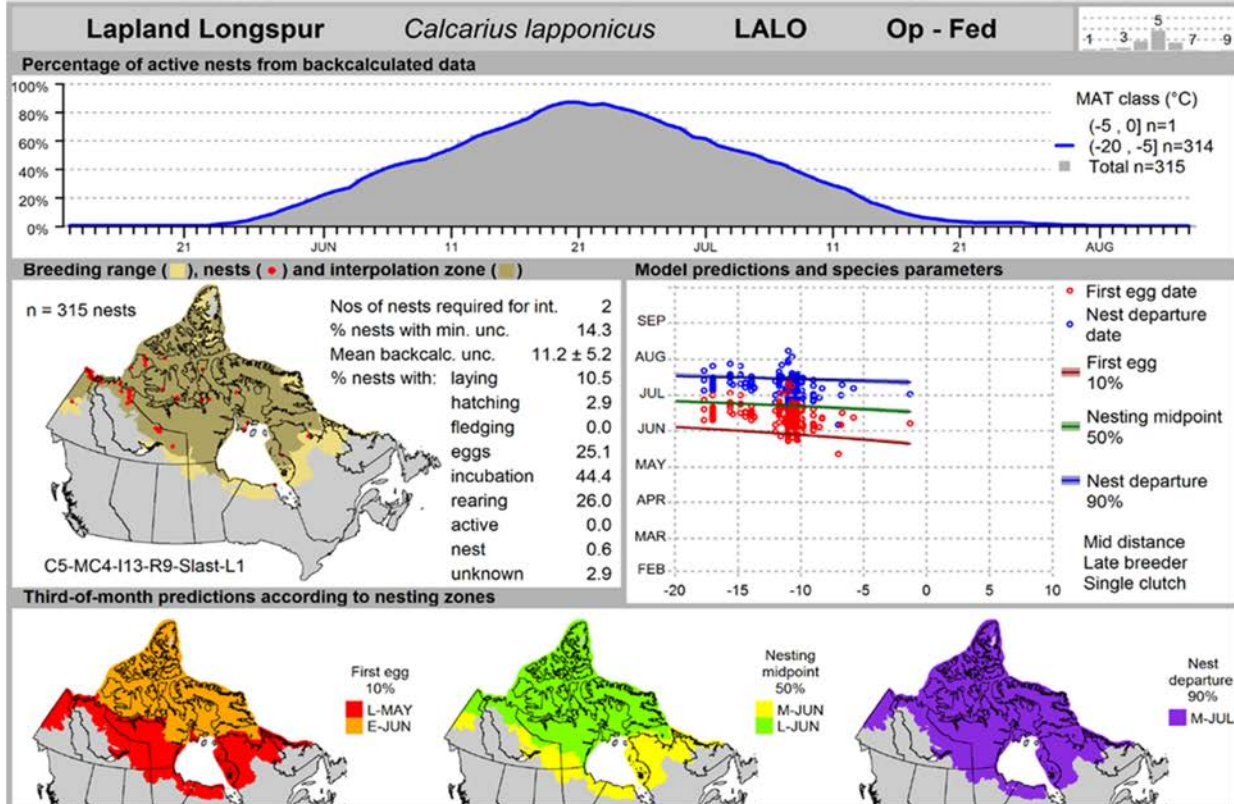 Lapland Longspur Calcarius lapponicus LALO Op - Fed
1 3 5 7 9
Percentage of active nests from backcalculated data
100%
80%
60%
40%
20%
0%
21 JUN 11 21 JUL 11 21 AUG
MAT class (°C)
(-5 , 0] n=1
(-20 , -5] n=314
Total n=315
Breeding range ( ), nests ( ) and interpolation zone ( )
n = 315 nests
Nos of nests required for int. 2
% nests with min. unc. 14.3
Mean backcalc. unc. 11.2 ± 5.2
% nests with: laying 10.5
hatching 2.9
fledging 0.0
eggs 25.1
incubation 44.4
rearing 26.0
active 0.0
nest 0.6
unknown 2.9
C5-MC4-I13-R9-Slast-L1
Model predictions and species parameters
SEP
AUG
JUL
JUN
MAY
APR
MAR
FEB
-20 -15 -10 -5 0 5 10
First egg date
Nest departure
date
First egg
10%
Nesting midpoint
50%
Nest departure
90%
Mid distance
Late breeder
Single clutch
Third-of-month predictions according to nesting zones
First egg
10%
L-MAY
E-JUN
Nesting
midpoint
50%
M-JUN
L-JUN
Nest
departure
90%
M-JUL